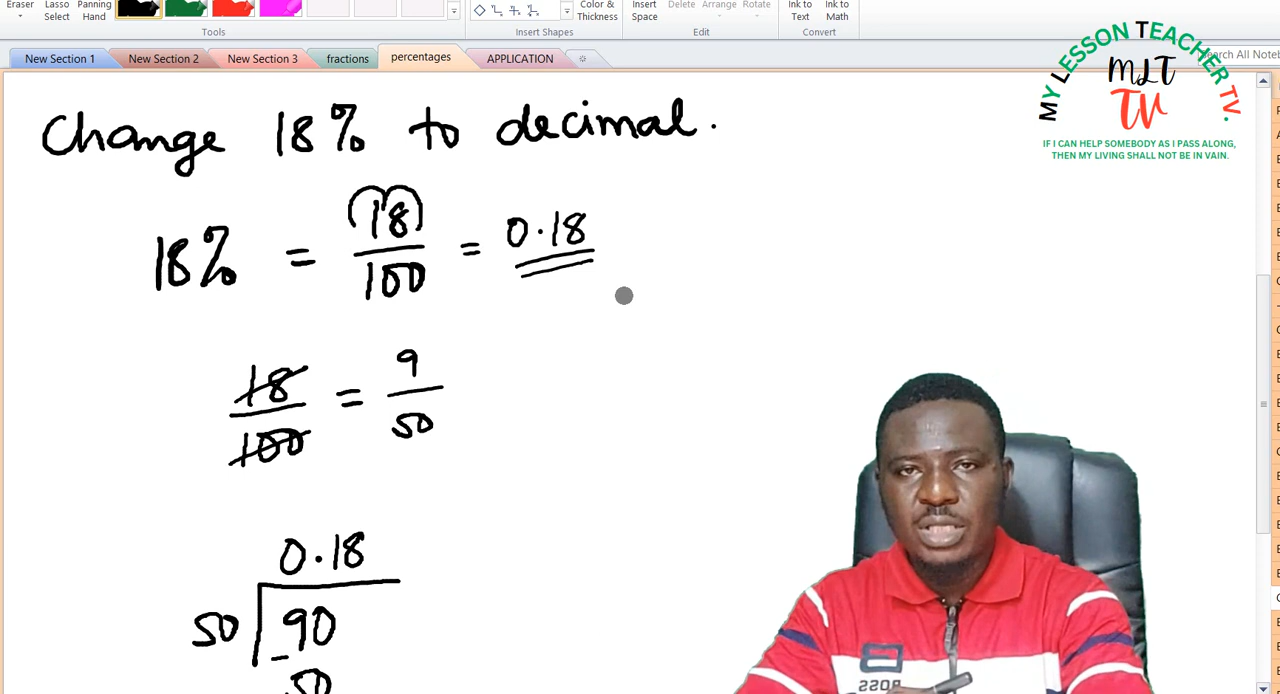 Eraser
Lasso Select
Panning Hand
Color & Thickness
Insert Space
Delete
Arrange
Rotate
Ink to Text
Ink to Math
Tools
Insert Shapes
Edit
Convert
New Section 1
New Section 2
New Section 3
fractions
percentages
APPLICATION
MY LESSON TEACHER TV.
MLT
TV
IF I CAN HELP SOMEBODY AS I PASS ALONG,
THEN MY LIVING SHALL NOT BE IN VAIN.
Change 18% to decimal.
18% = 18/100 = 0.18
18/100 = 9/50
0.18
50 90
- 50